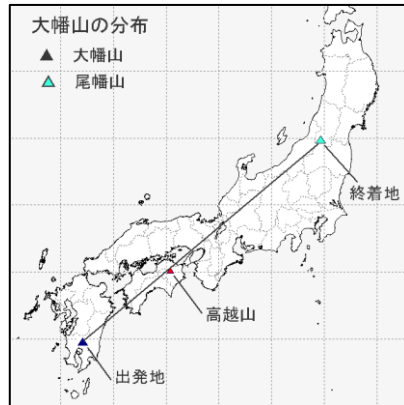 大幡山の分布
▲ 大幡山
▲ 尾幡山
終着地
高越山
出発地